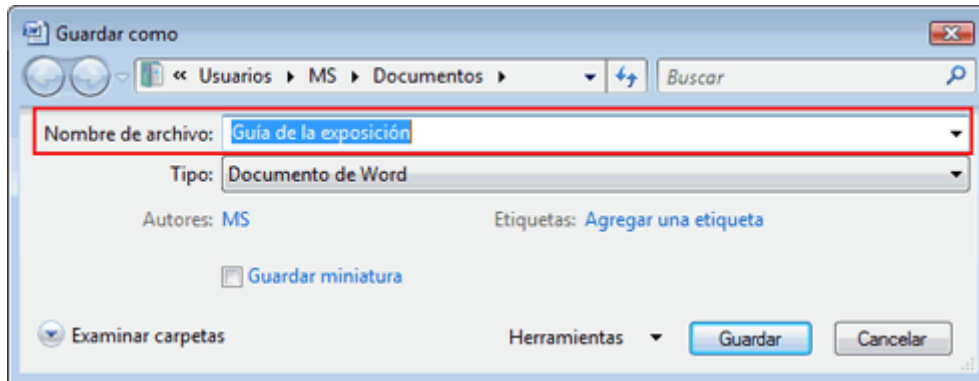 Guardar como
« Usuarios ▸ MS ▸ Documentos ▸ Buscar
Nombre de archivo: Guía de la exposición
Tipo: Documento de Word
Autores: MS Etiquetas: Agregar una etiqueta
Guardar miniatura
Examinar carpetas Herramientas Guardar Cancelar